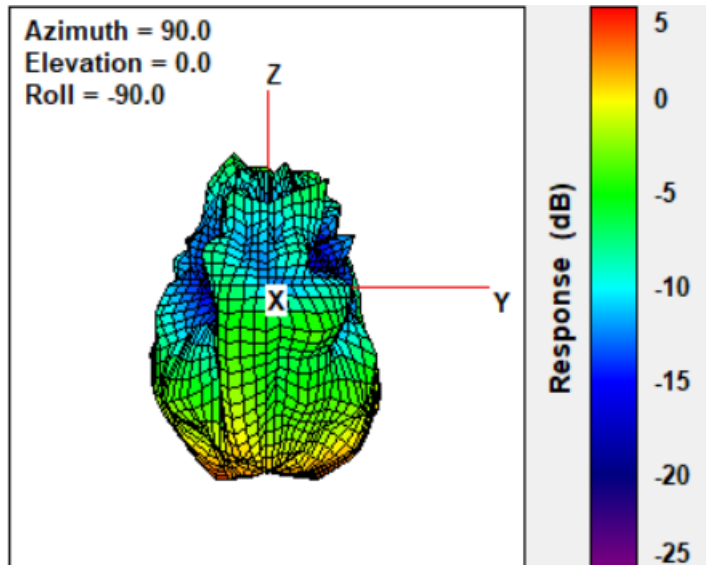 Azimuth = 90.0
Elevation = 0.0
Roll = -90.0
Z
X
Y
Response (dB)
5
0
-5
-10
-15
-20
-25